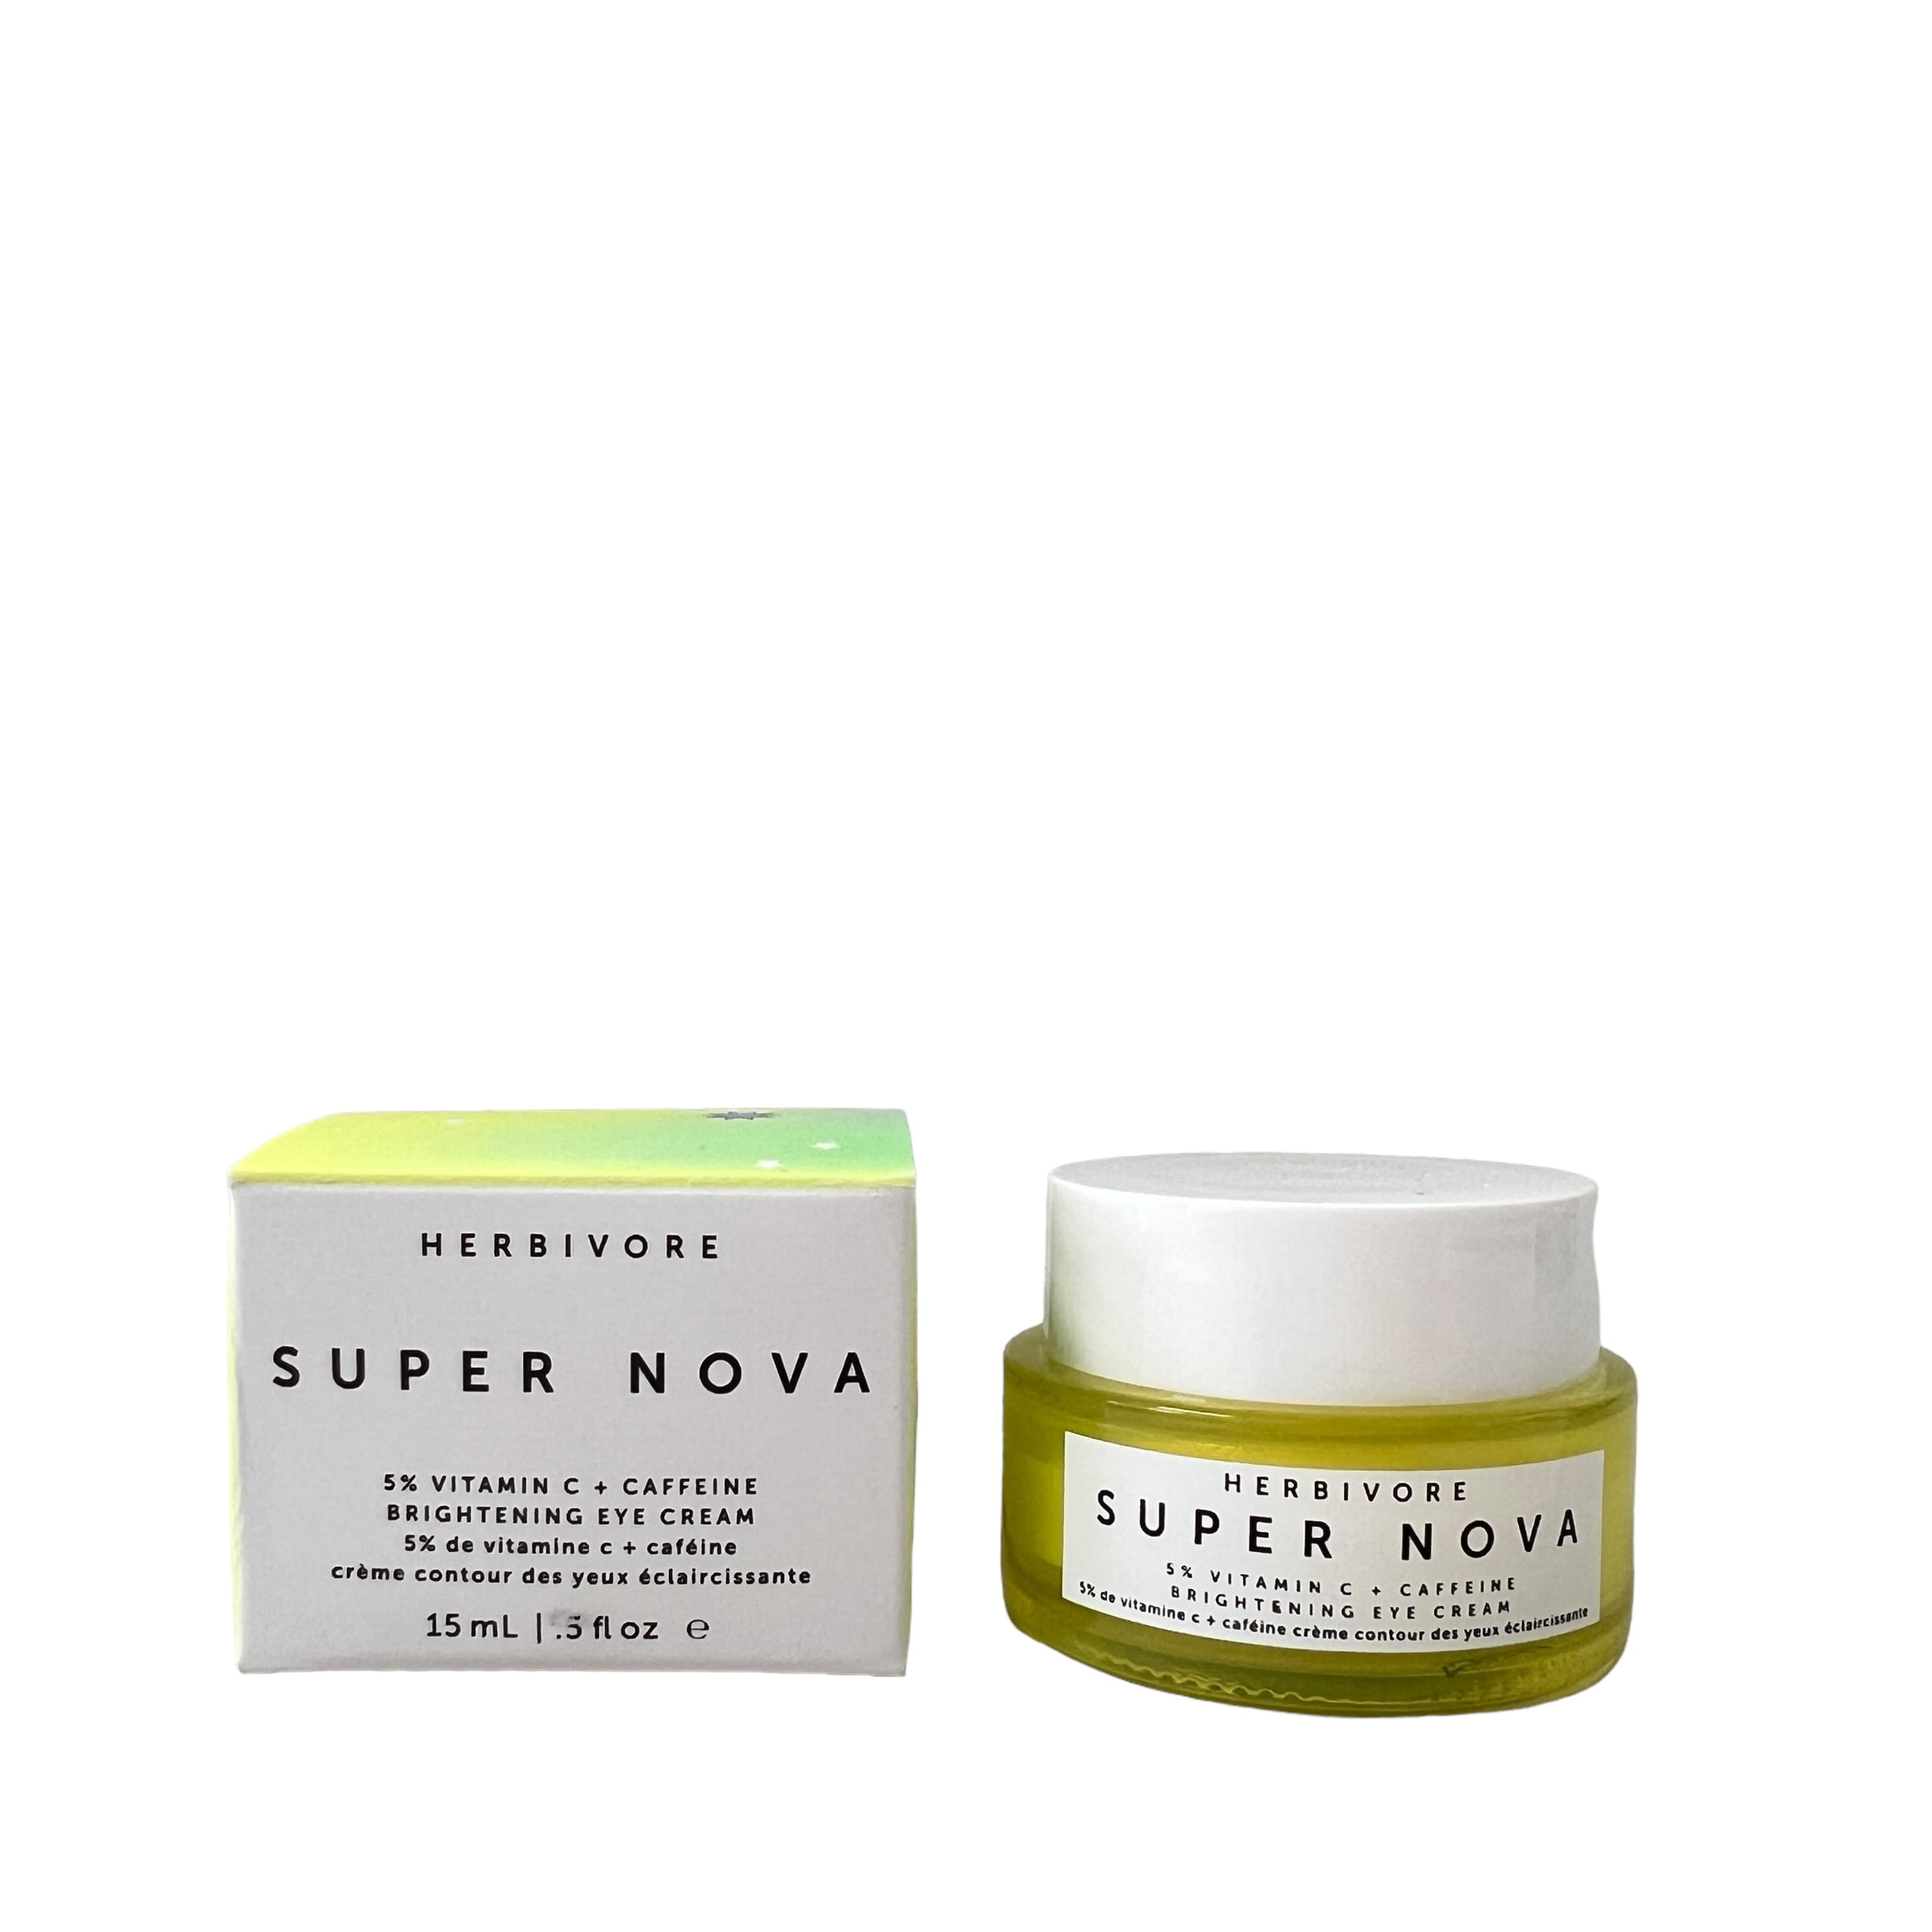 HERBIVORE
SUPER NOVA
5% VITAMIN C + CAFFEINE
BRIGHTENING EYE CREAM
5% de vitamine c + caféine
crème contour des yeux éclaircissante
15 mL | .5 fl oz ℮
HERBIVORE
SUPER NOVA
5% VITAMIN C + CAFFEINE
BRIGHTENING EYE CREAM
5% de vitamine c + caféine crème contour des yeux éclaircissante